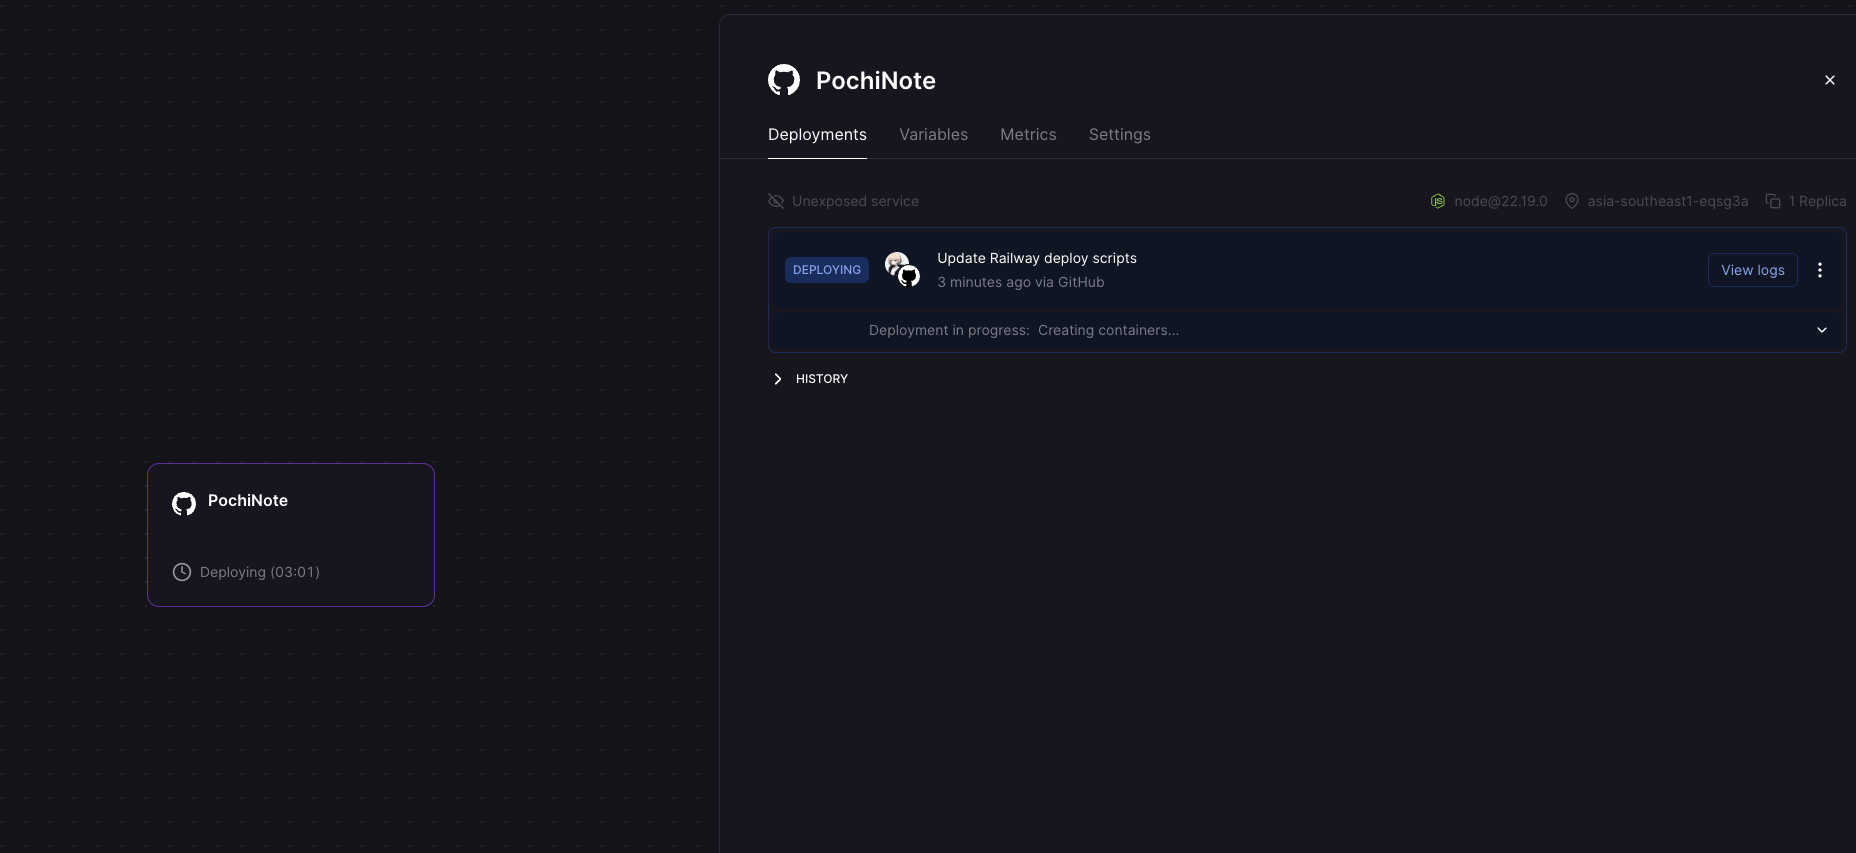 PochiNote
Deployments Variables Metrics Settings
Unexposed service node@22.19.0 asia-southeast1-eqsg3a 1 Replica
DEPLOYING Update Railway deploy scripts View logs
3 minutes ago via GitHub
Deployment in progress: Creating containers...
HISTORY
PochiNote
Deploying (03:01)